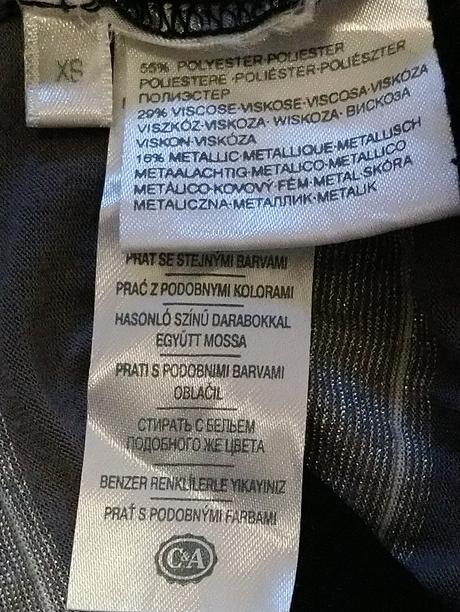 XS
55% POLYESTER·POLIESTER
POLIESTERE·POLIÉSTER·POLIÉSZTER
ПОЛИЭСТЕР
29% VISCOSE·VISKOSE·VISCOSA·VISKÓZA
VISZKÓZ·VISKOZA· WISKOZA· ВИСКОЗА
VISKON·VISKÓZA
16% METALLIC·METALLIQUE·METALLISCH
METAALACHTIG·METALICO·METALLICO
METÁLICO·KOVOVÝ·FÉM·METAL·SKÓRA
METALICZNA·МЕТАЛЛИК·METALIK
PRÁT SE STEJNÝMI BARVAMI
PRAĆ Z PODOBNYMI KOLORAMI
HASONLÓ SZÍNŰ DARABOKKAL
EGYÜTT MOSSA
PRATI S PODOBNIMI BARVAMI
OBLAČIL
СТИРАТЬ С БЕЛЬЕМ
ПОДОБНОГО ЖЕ ЦВЕТА
BENZER RENKLİLERLE YIKAYINIZ
PRAŤ S PODOBNÝMI FARBAMI
C&A